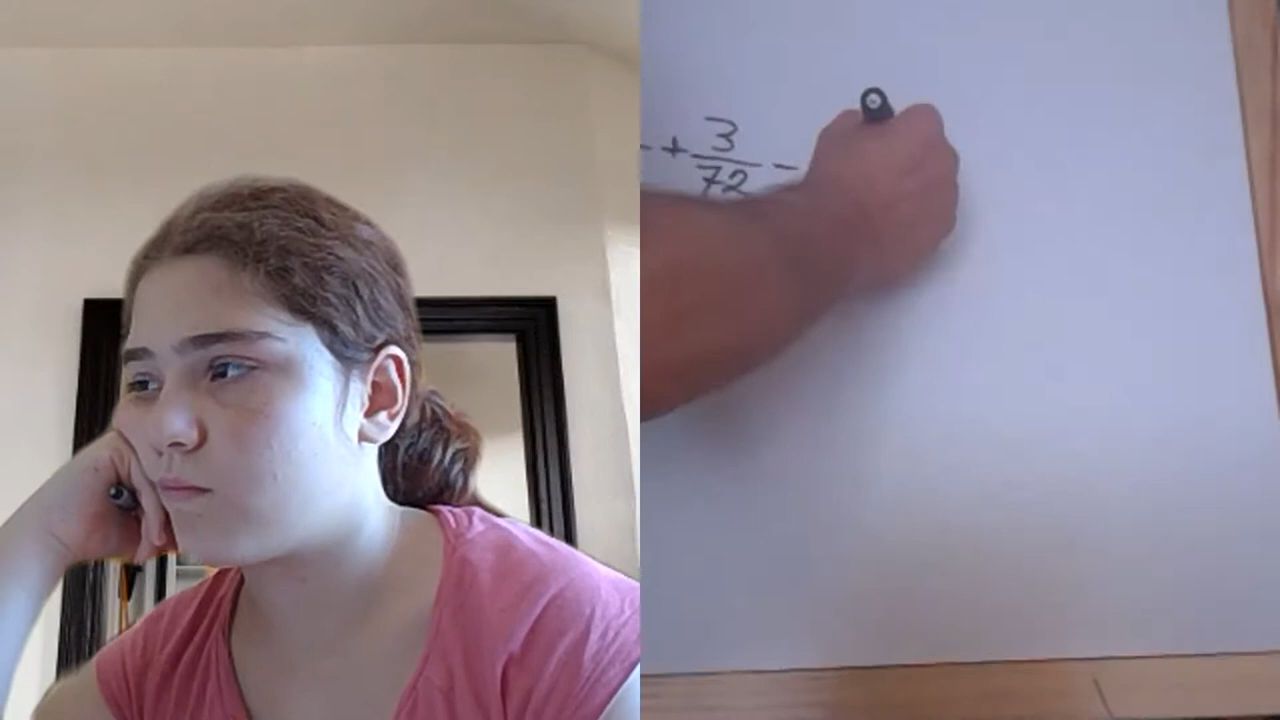 - + 3/72 -